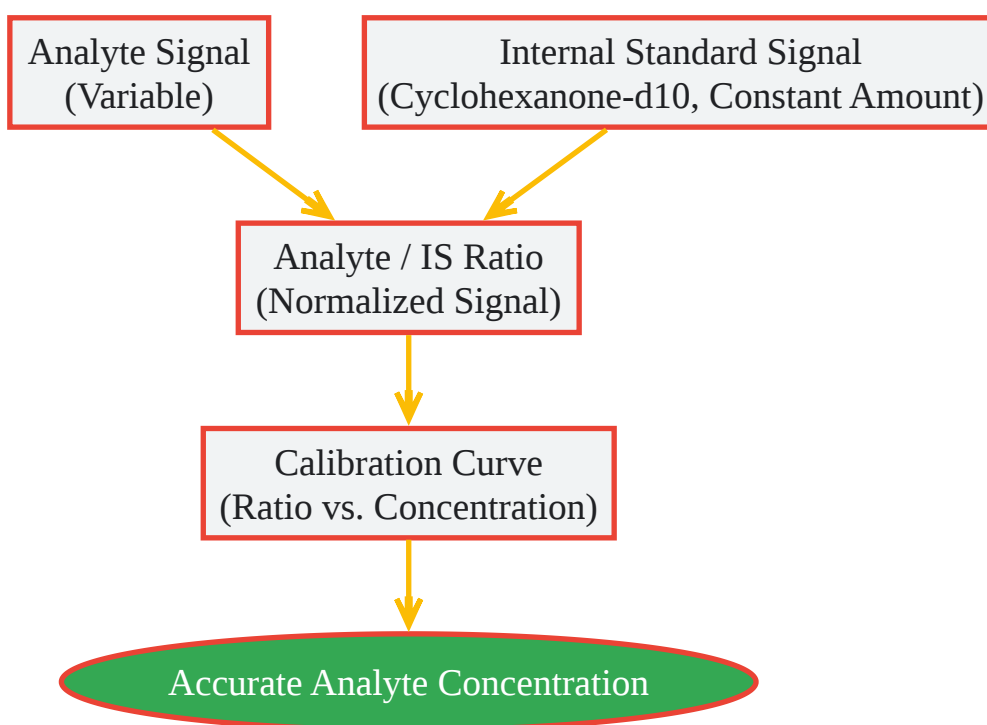 Analyte Signal
(Variable)
Internal Standard Signal
(Cyclohexanone-d10, Constant Amount)
Analyte / IS Ratio
(Normalized Signal)
Calibration Curve
(Ratio vs. Concentration)
Accurate Analyte Concentration